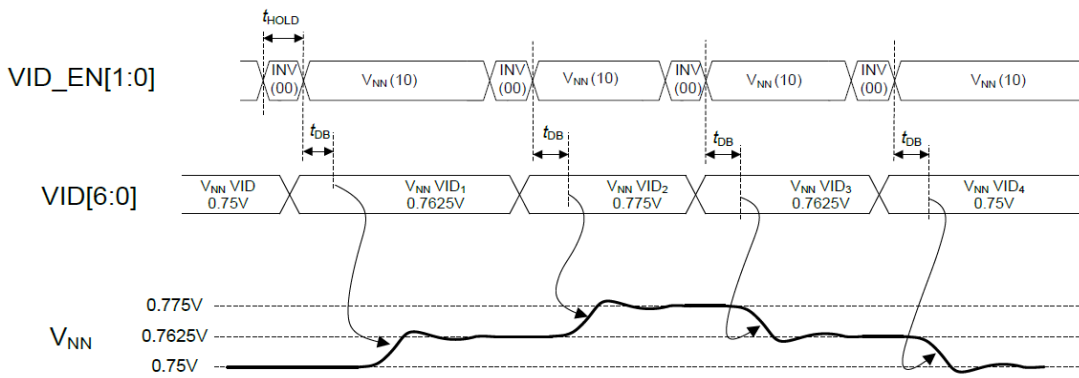 tHOLD
VID_EN[1:0]
INV
(00)
VNN (10)
INV
(00)
VNN (10)
INV
(00)
VNN (10)
INV
(00)
VNN (10)
tDB
tDB
tDB
tDB
VID[6:0]
VNN VID
0.75V
VNN VID1
0.7625V
VNN VID2
0.775V
VNN VID3
0.7625V
VNN VID4
0.75V
VNN
0.775V
0.7625V
0.75V